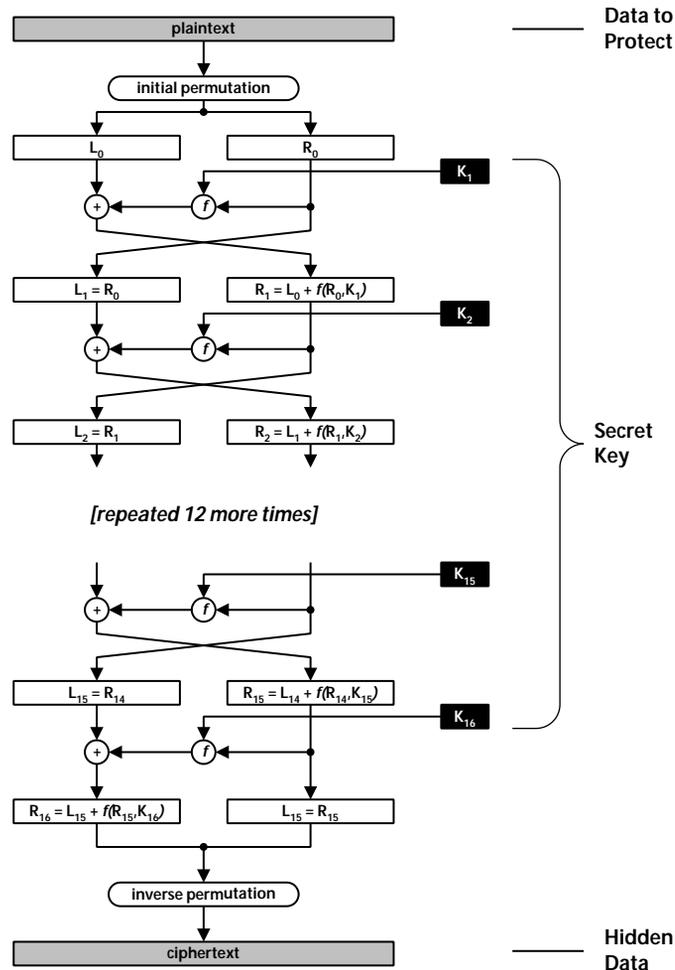 plaintext
Data to
Protect
initial permutation
L₀
R₀
K₁
+
f
L₁ = R₀
R₁ = L₀ + f(R₀,K₁)
K₂
+
f
L₂ = R₁
R₂ = L₁ + f(R₁,K₂)
Secret
Key
[repeated 12 more times]
K₁₅
+
f
L₁₅ = R₁₄
R₁₅ = L₁₄ + f(R₁₄,K₁₅)
K₁₆
+
f
R₁₆ = L₁₅ + f(R₁₅,K₁₆)
L₁₅ = R₁₅
inverse permutation
ciphertext
Hidden
Data